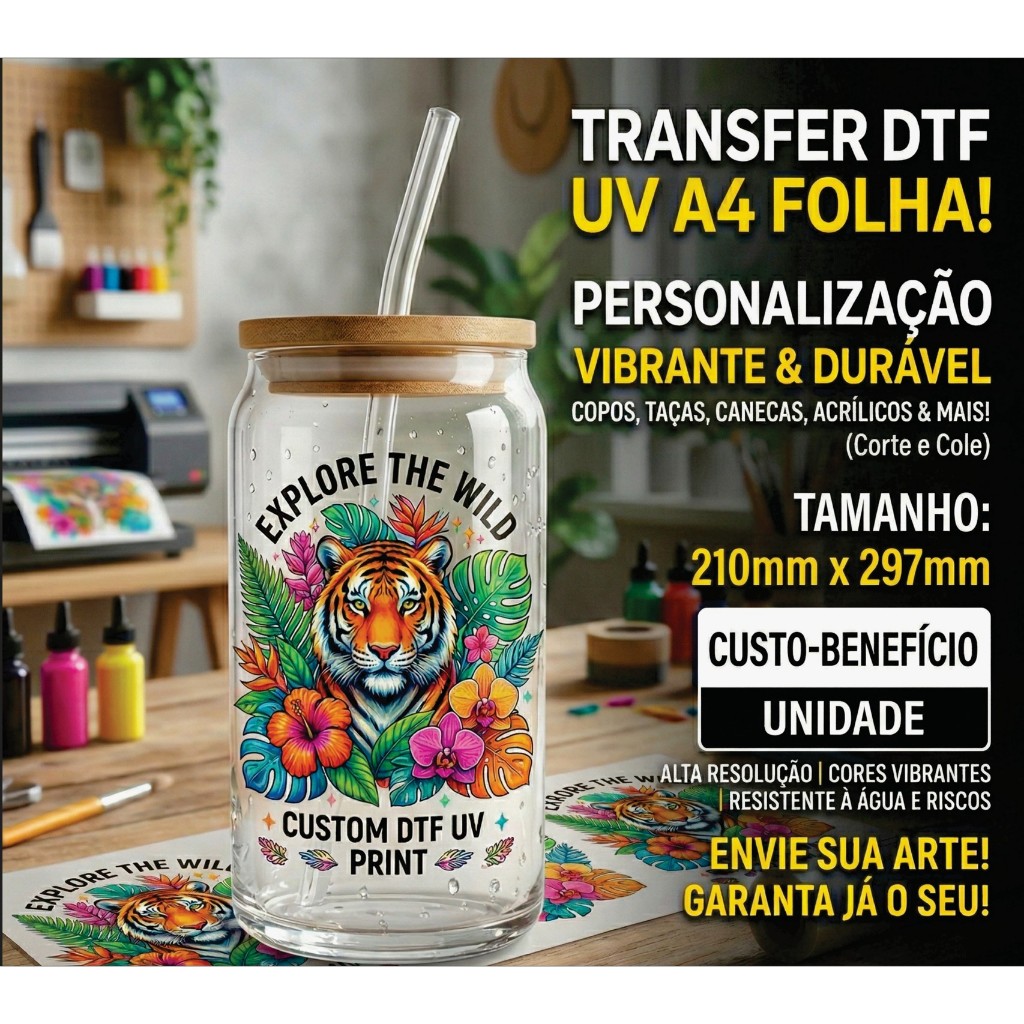 TRANSFER DTF
UV A4 FOLHA!
PERSONALIZAÇÃO
VIBRANTE & DURÁVEL
COPOS, TAÇAS, CANECAS, ACRÍLICOS & MAIS!
(Corte e Cole)
TAMANHO:
210mm x 297mm
CUSTO-BENEFÍCIO
UNIDADE
ALTA RESOLUÇÃO | CORES VIBRANTES
| RESISTENTE À ÁGUA E RISCOS
ENVIE SUA ARTE!
GARANTA JÁ O SEU!
EXPLORE THE WILD
CUSTOM DTF UV
PRINT
EXPLORE THE WILD
EXPLORE THE W